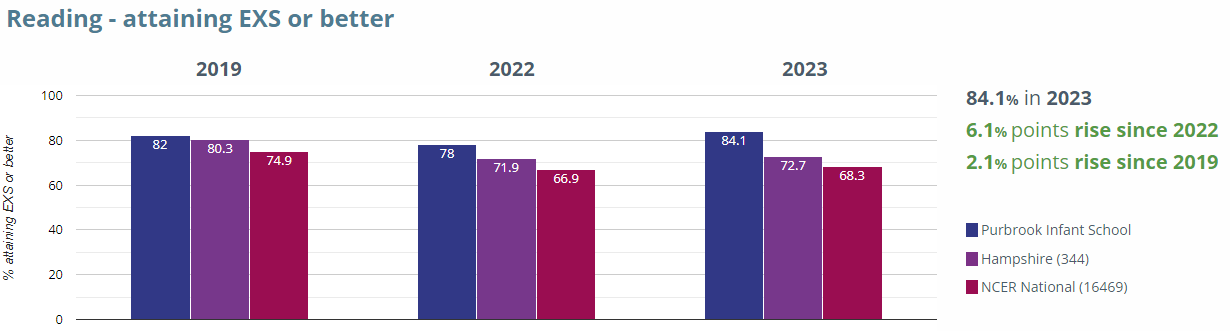 Reading - attaining EXS or better
2019 2022 2023
100
80
60
40
20
0
% attaining EXS or better
82 80.3 74.9
78 71.9 66.9
84.1 72.7 68.3
84.1% in 2023
6.1% points rise since 2022
2.1% points rise since 2019
Purbrook Infant School
Hampshire (344)
NCER National (16469)